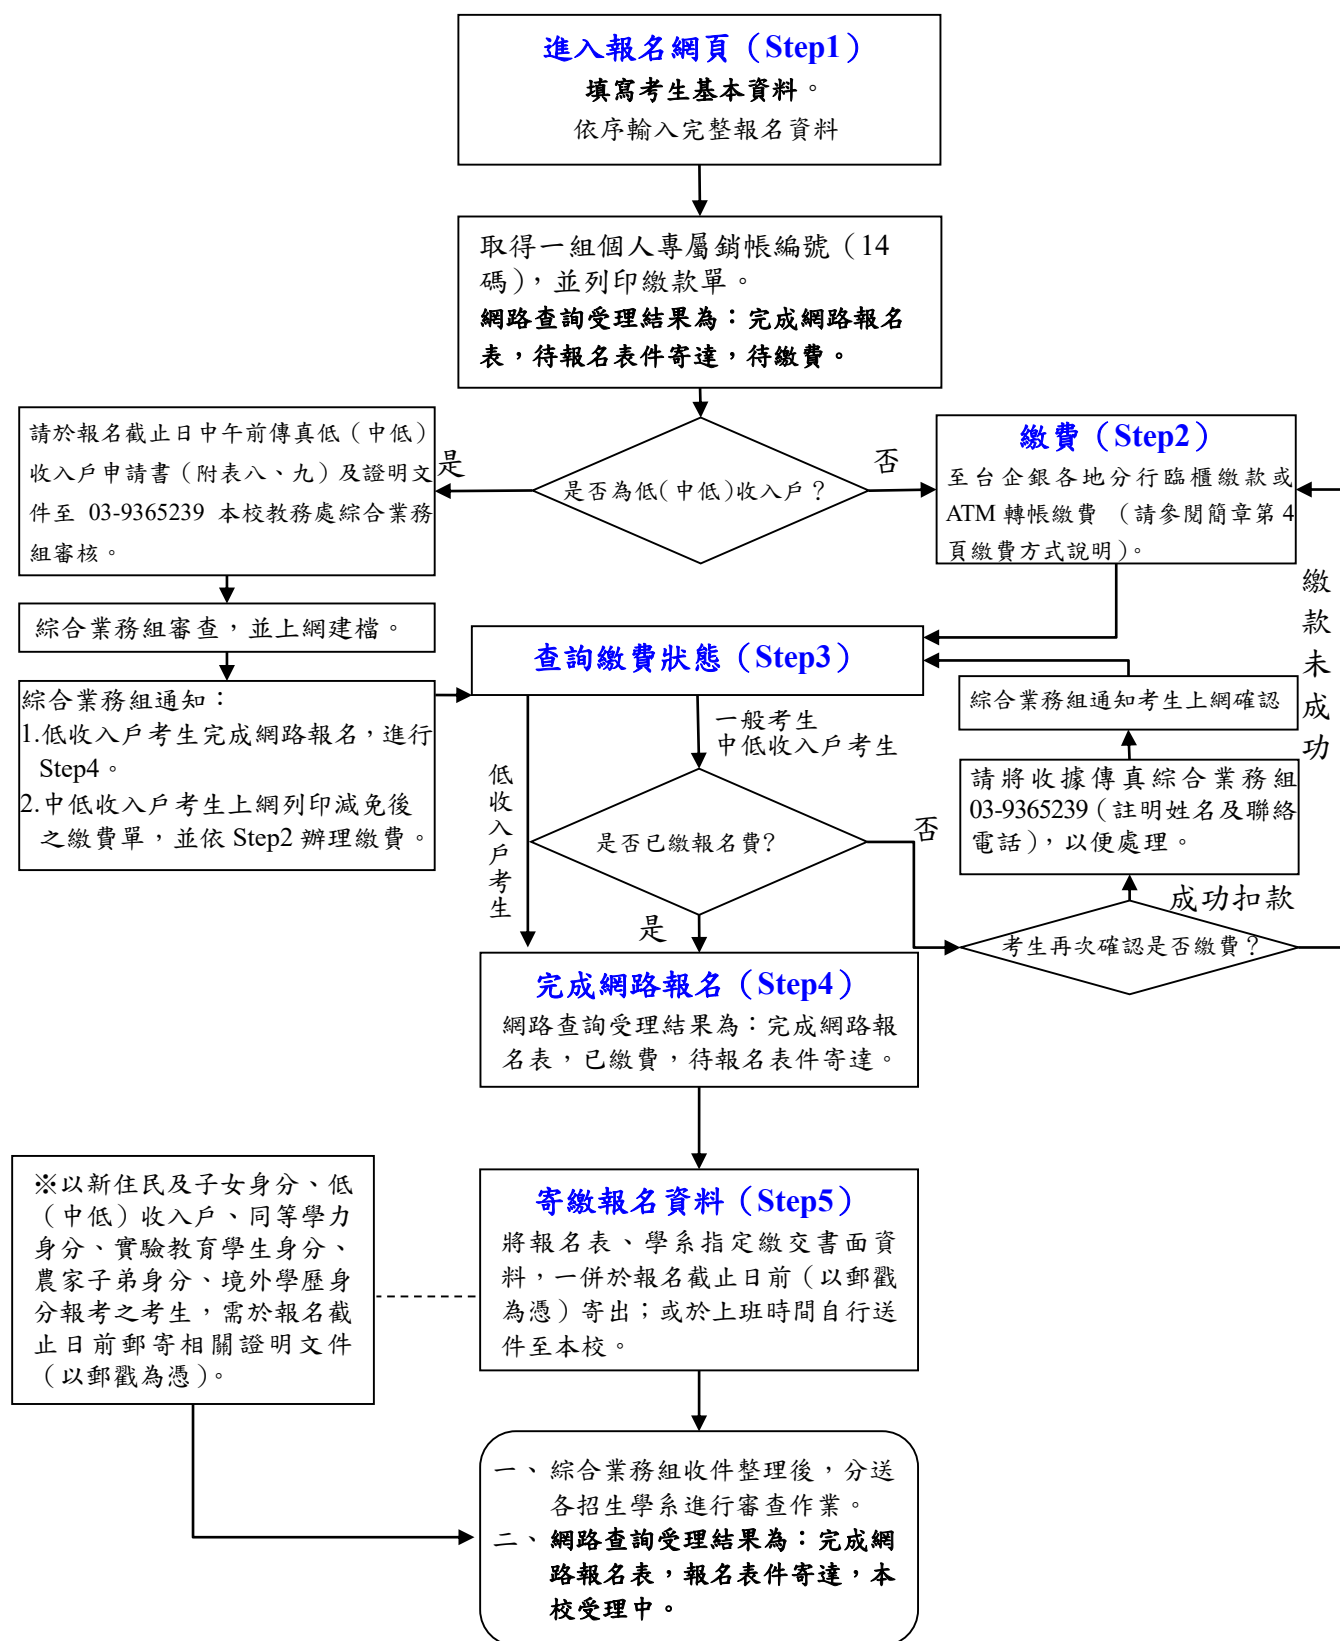 進入報名網頁（Step1）
填寫考生基本資料。
依序輸入完整報名資料
取得一組個人專屬銷帳編號（14
碼），並列印繳款單。
網路查詢受理結果為：完成網路報名
表，待報名表件寄達，待繳費。
是否為低(中低)收入戶？
是
否
請於報名截止日中午前傳真低（中低）
收入戶申請書（附表八、九）及證明文
件至 03-9365239 本校教務處綜合業務
組審核。
綜合業務組審查，並上網建檔。
綜合業務組通知：
1.低收入戶考生完成網路報名，進行
Step4。
2.中低收入戶考生上網列印減免後
之繳費單，並依 Step2 辦理繳費。
繳費（Step2）
至台企銀各地分行臨櫃繳款或
ATM 轉帳繳費 （請參閱簡章第 4
頁繳費方式說明）。
查詢繳費狀態（Step3）
一般考生
中低收入戶考生
低收入戶考生
是否已繳報名費?
是
否
考生再次確認是否繳費？
成功扣款
請將收據傳真綜合業務組
03-9365239（註明姓名及聯絡
電話），以便處理。
綜合業務組通知考生上網確認
繳款未成功
完成網路報名（Step4）
網路查詢受理結果為：完成網路報
名表，已繳費，待報名表件寄達。
寄繳報名資料（Step5）
將報名表、學系指定繳交書面資
料，一併於報名截止日前（以郵戳
為憑）寄出；或於上班時間自行送
件至本校。
※以新住民及子女身分、低
（中低）收入戶、同等學力
身分、實驗教育學生身分、
農家子弟身分、境外學歷身
分報考之考生，需於報名截
止日前郵寄相關證明文件
（以郵戳為憑）。
一、綜合業務組收件整理後，分送
各招生學系進行審查作業。
二、網路查詢受理結果為：完成網
路報名表，報名表件寄達，本
校受理中。